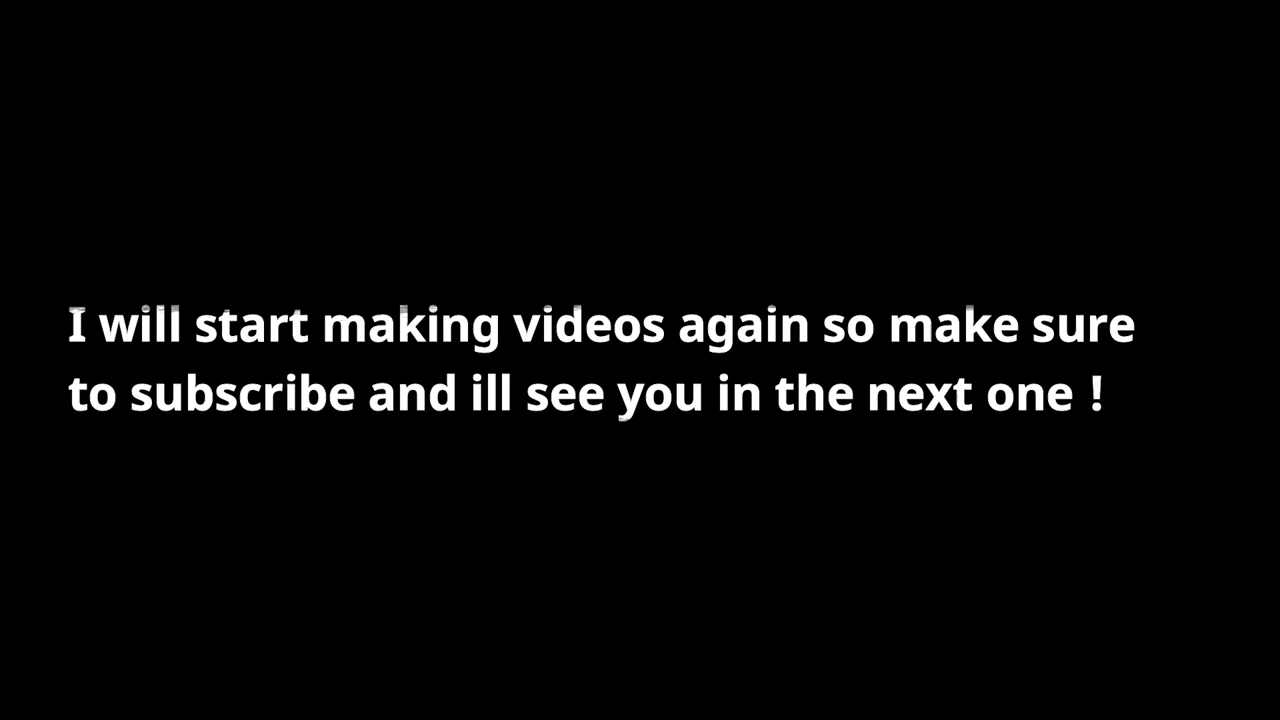 I will start making videos again so make sure
to subscribe and ill see you in the next one !